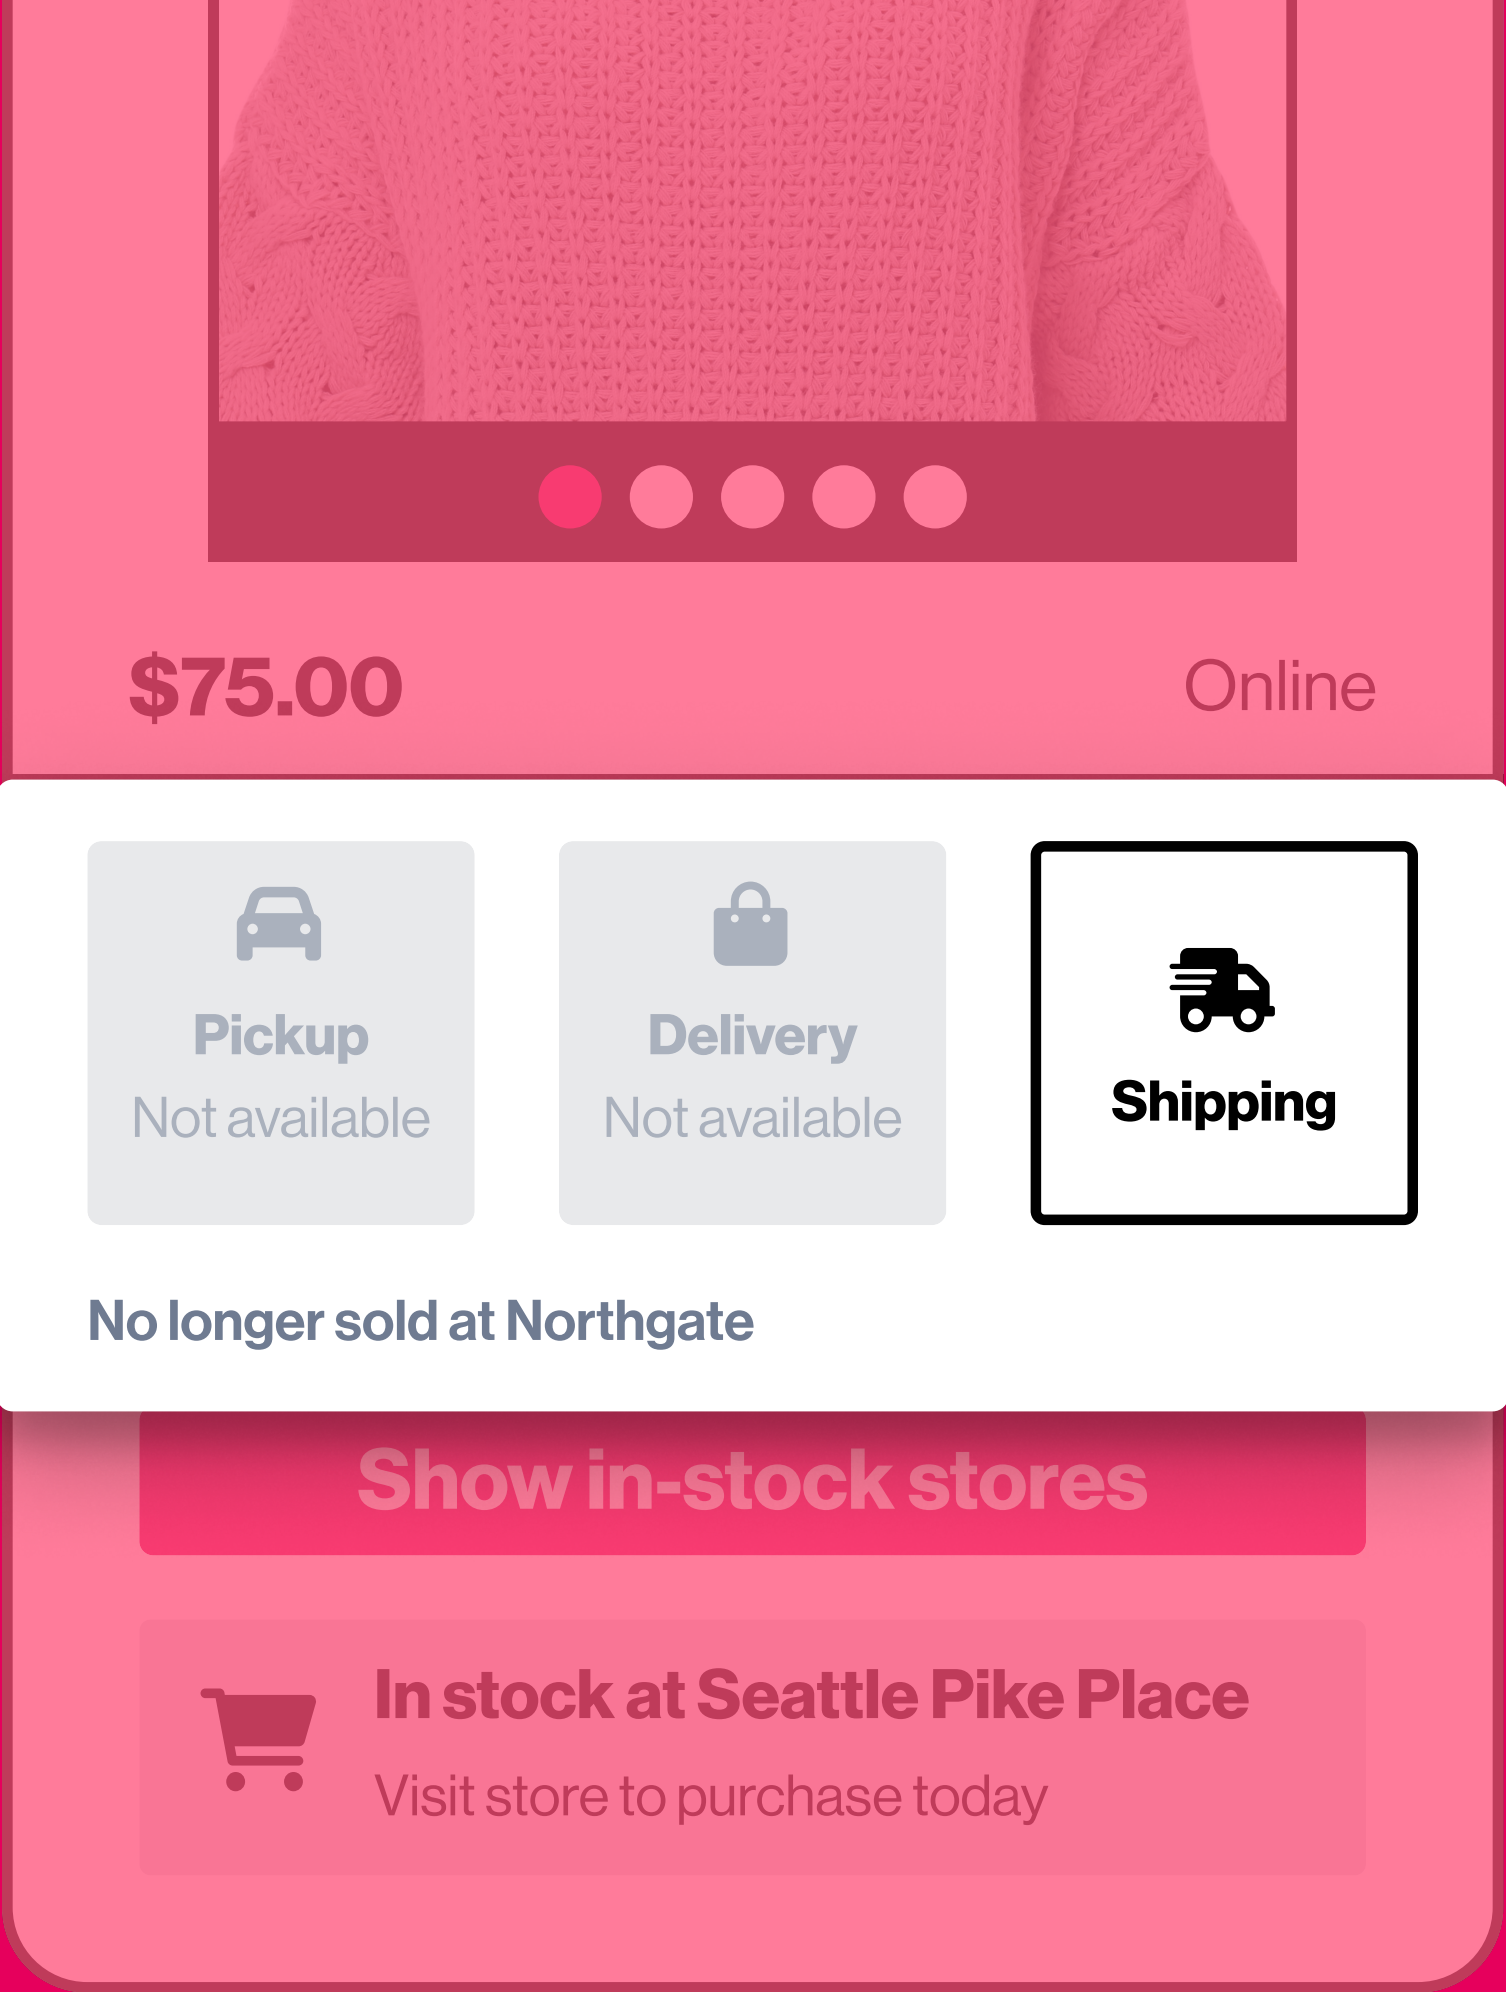 $75.00
Online
Pickup
Not available
Delivery
Not available
Shipping
No longer sold at Northgate
Show in-stock stores
In stock at Seattle Pike Place
Visit store to purchase today